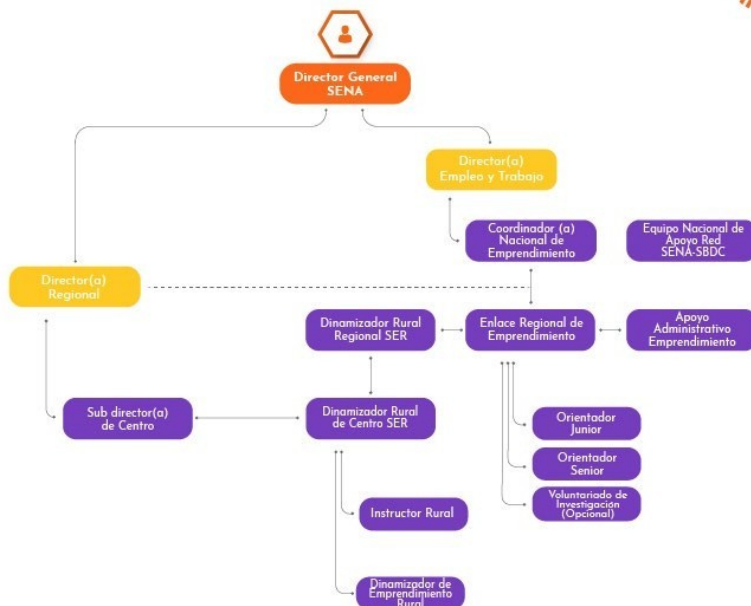 Director General
SENA
Director(a)
Empleo y Trabajo
Coordinador (a)
Nacional de
Emprendimiento
Equipo Nacional de
Apoyo Red
SENA-SBDC
Director(a)
Regional
Dinamizador Rural
Regional SER
Enlace Regional de
Emprendimiento
Apoyo
Administrativo
Emprendimiento
Sub director(a)
de Centro
Dinamizador Rural
de Centro SER
Orientador
Junior
Orientador
Senior
Voluntariado de
Investigación
(Opcional)
Instructor Rural
Dinamizador de
Emprendimiento
Rural